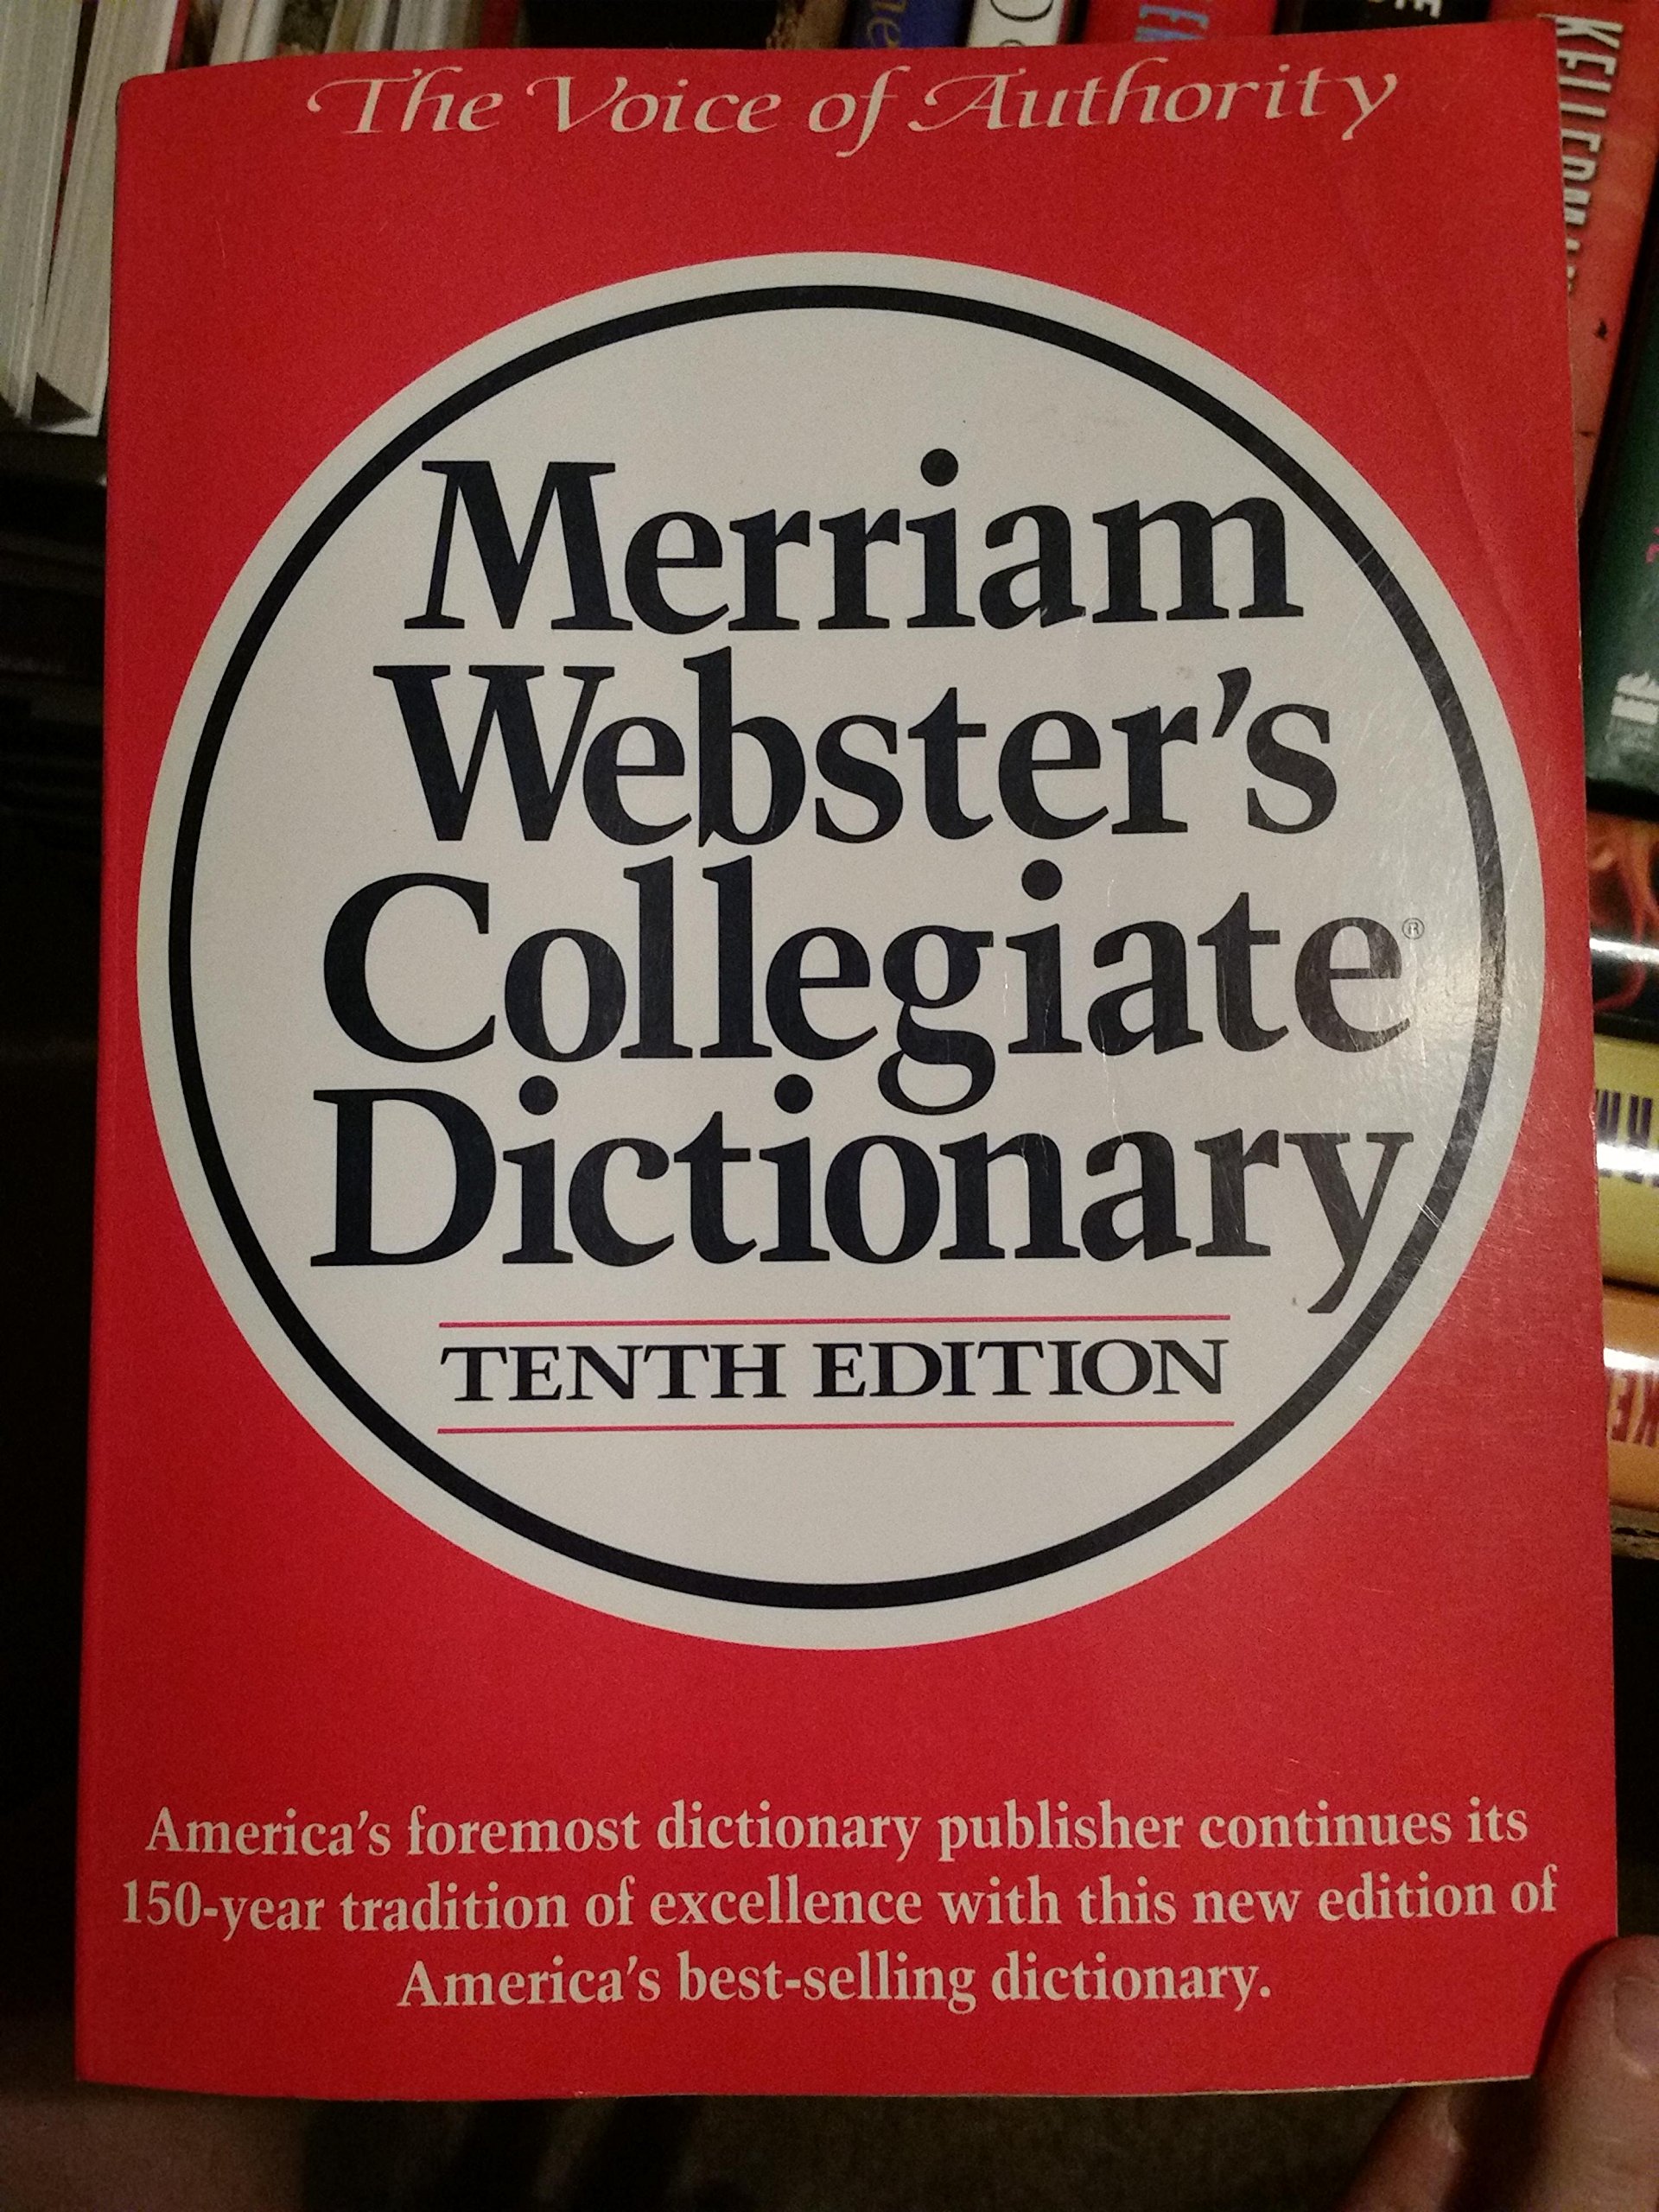 The Voice of Authority
Merriam
Webster's
Collegiate®
Dictionary
TENTH EDITION
America's foremost dictionary publisher continues its
150-year tradition of excellence with this new edition of
America's best-selling dictionary.
KELLERMAN